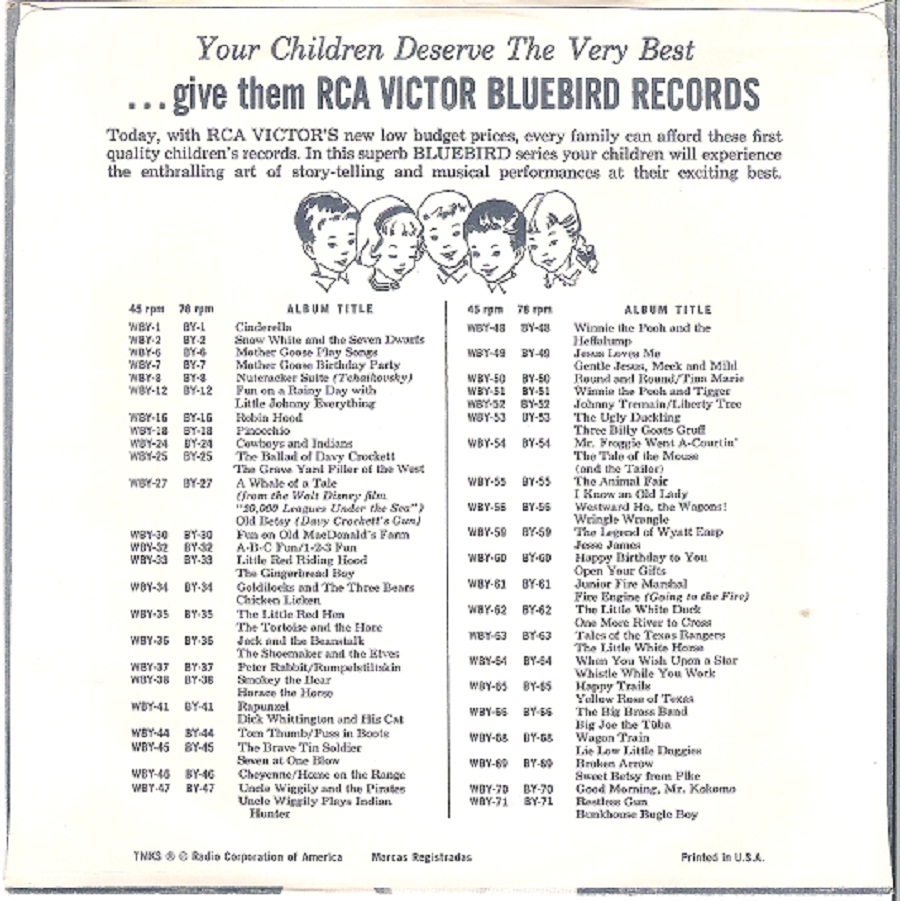 Your Children Deserve The Very Best
...give them RCA VICTOR BLUEBIRD RECORDS
Today, with RCA VICTOR'S new low budget prices, every family can afford these first
quality children's records. In this superb BLUEBIRD series your children will experience
the enthralling art of story-telling and musical performances at their exciting best.
45 rpm 78 rpm ALBUM TITLE
WBY-1 BY-1 Cinderella
WBY-2 BY-2 Snow White and the Seven Dwarfs
WBY-6 BY-6 Mother Goose Play Songs
WBY-7 BY-7 Mother Goose Birthday Party
WBY-8 BY-8 Nutcracker Suite (Tchaikovsky)
WBY-12 BY-12 Fun on a Rainy Day with
Little Johnny Everything
WBY-16 BY-16 Robin Hood
WBY-18 BY-18 Pinocchio
WBY-24 BY-24 Cowboys and Indians
WBY-25 BY-25 The Ballad of Davy Crockett
The Grave Yard Filler of the West
WBY-27 BY-27 A Whale of a Tale
(from the Walt Disney film
"20,000 Leagues Under the Sea")
Old Betsy (Davy Crockett's Gun)
WBY-30 BY-30 Fun on Old MacDonald's Farm
WBY-32 BY-32 A-B-C Fun/1-2-3 Fun
WBY-33 BY-33 Little Red Riding Hood
The Gingerbread Boy
WBY-34 BY-34 Goldilocks and The Three Bears
Chicken Licken
WBY-35 BY-35 The Little Red Hen
The Tortoise and the Hare
WBY-36 BY-36 Jack and the Beanstalk
The Shoemaker and the Elves
WBY-37 BY-37 Peter Rabbit/Rumpelstiltskin
WBY-38 BY-38 Smokey the Bear
Horace the Horse
WBY-41 BY-41 Rapunzel
Dick Whittington and His Cat
WBY-44 BY-44 Tom Thumb/Puss in Boots
WBY-45 BY-45 The Brave Tin Soldier
Seven at One Blow
WBY-46 BY-46 Cheyenne/Home on the Range
WBY-47 BY-47 Uncle Wiggily and the Pirates
Uncle Wiggily Plays Indian
Hunter
45 rpm 78 rpm ALBUM TITLE
WBY-48 BY-48 Winnie the Pooh and the
Heffalump
WBY-49 BY-49 Jesus Loves Me
Gentle Jesus, Meek and Mild
WBY-50 BY-50 Round and Round/Tina Marie
WBY-51 BY-51 Winnie the Pooh and Tigger
WBY-52 BY-52 Johnny Tremain/Liberty Tree
WBY-53 BY-53 The Ugly Duckling
Three Billy Goats Gruff
WBY-54 BY-54 Mr. Froggie Went A-Courtin'
The Tale of the Mouse
(and the Tailor)
WBY-55 BY-55 The Animal Fair
I Know an Old Lady
WBY-56 BY-56 Westward Ho, the Wagons!
Wringle Wrangle
WBY-59 BY-59 The Legend of Wyatt Earp
Jesse James
WBY-60 BY-60 Happy Birthday to You
Open Your Gifts
WBY-61 BY-61 Junior Fire Marshal
Fire Engine (Going to the Fire)
WBY-62 BY-62 The Little White Duck
One More River to Cross
WBY-63 BY-63 Tales of the Texas Rangers
The Little White Horse
WBY-64 BY-64 When You Wish Upon a Star
Whistle While You Work
WBY-65 BY-65 Happy Trails
Yellow Rose of Texas
WBY-66 BY-66 The Big Brass Band
Big Joe the Tuba
WBY-68 BY-68 Wagon Train
Lie Low Little Doggies
WBY-69 BY-69 Broken Arrow
Sweet Betsy from Pike
WBY-70 BY-70 Good Morning, Mr. Kokomo
WBY-71 BY-71 Restless Gun
Bunkhouse Bugle Boy
TMKS ® © Radio Corporation of America Marcas Registradas Printed in U.S.A.